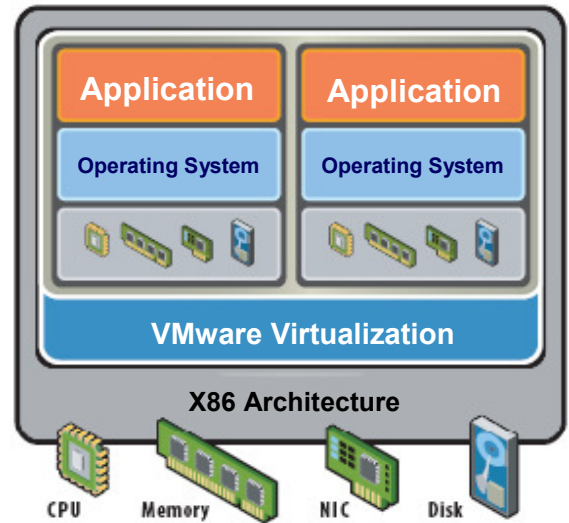 Application Application
Operating System Operating System
VMware Virtualization
X86 Architecture
CPU Memory NIC Disk